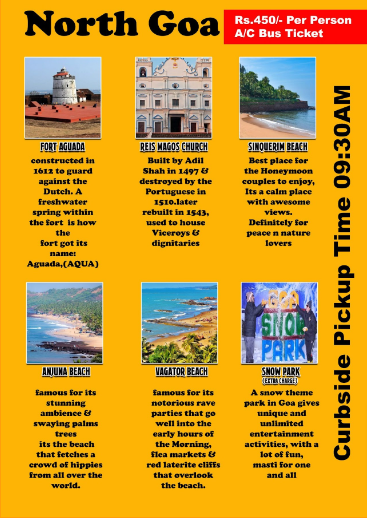 North Goa
Rs.450/- Per Person
A/C Bus Ticket
FORT AGUADA
constructed in
1612 to guard
against the
Dutch. A
freshwater
spring within
the fort is how
the
fort got its
name:
Aguada,(AQUA)
REIS MAGOS CHURCH
Built by Adil
Shah in 1497 &
destroyed by the
Portuguese in
1510.later
rebuilt in 1543,
used to house
Viceroys &
dignitaries
SINQUERIM BEACH
Best place for
the Honeymoon
couples to enjoy,
Its a calm place
with awesome
views.
Definitely for
peace n nature
lovers
Curbside Pickup Time 09:30AM
ANJUNA BEACH
famous for its
stunning
ambience &
swaying palms
trees
its the beach
that fetches a
crowd of hippies
from all over the
world.
VAGATOR BEACH
famous for its
notorious rave
parties that go
well into the
early hours of
the Morning,
flea markets &
red laterite cliffs
that overlook
the beach.
GOA
SNOW
PARK
SNOW PARK
(EXTRA CHARGE)
A snow theme
park in Goa gives
unique and
unlimited
entertainment
activities, with a
lot of fun,
masti for one
and all